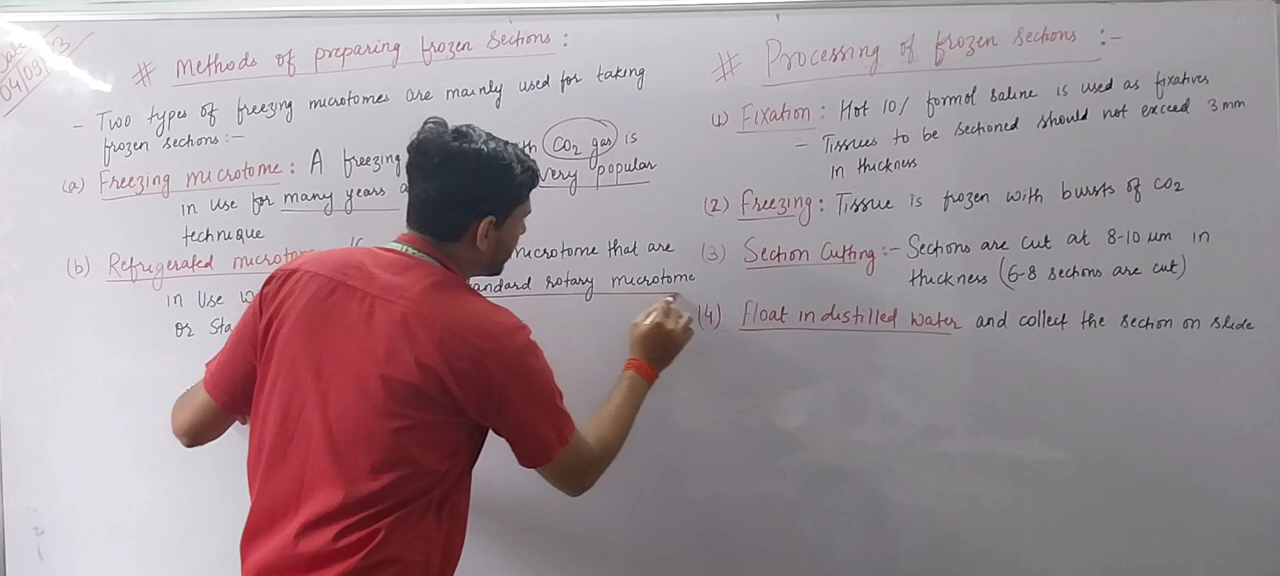 Date
04/09/ 3
# Methods of preparing frozen sections :
- Two types of freezing microtomes are mainly used for taking
frozen sections :-
(a) Freezing microtome : A freezing CO2 gas is
in use for many years very popular
technique
(b) Refrigerated microtome microtome that are
in use standard rotary microtome
or
# Processing of frozen sections :-
(1) Fixation : Hot 10/ formol saline is used as fixatives
- Tissues to be sectioned should not exceed 3 mm
in thickness
(2) Freezing : Tissue is frozen with bursts of CO2
(3) Section Cutting :- Sections are cut at 8-10 um in
thickness (6-8 sections are cut)
(4) Float in distilled water and collect the section on slide